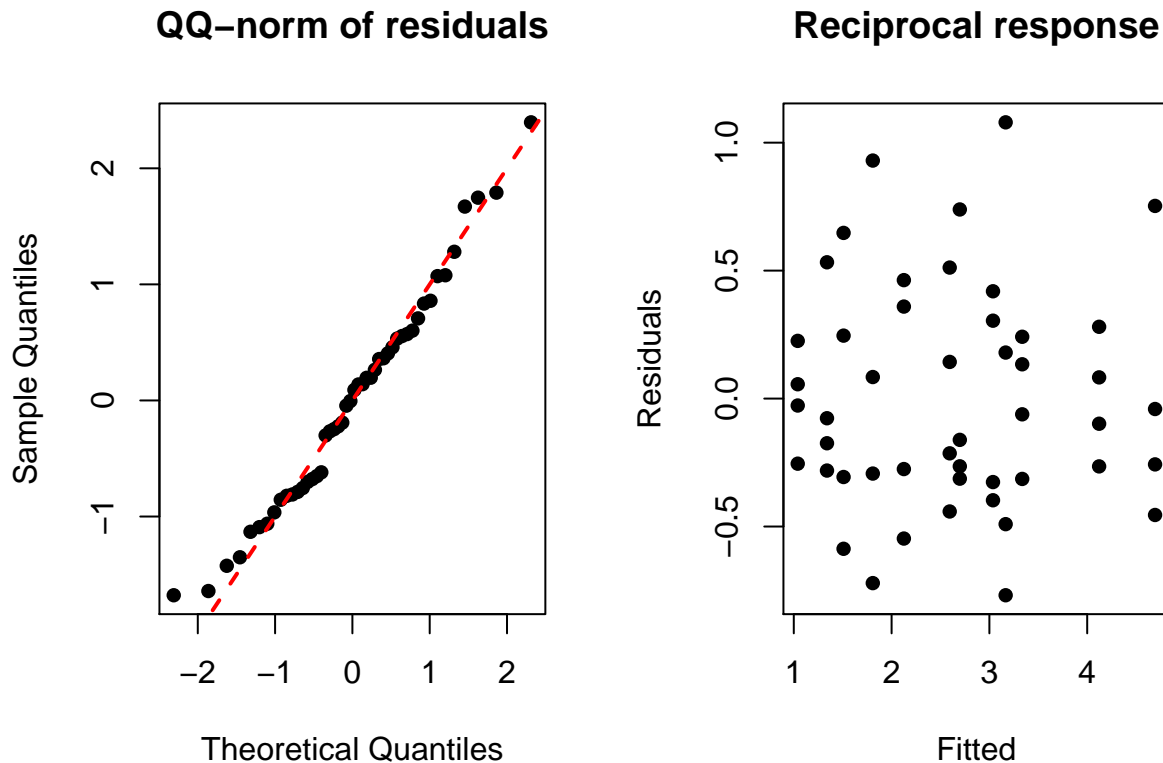 QQ−norm of residuals
Sample Quantiles
2
1
0
−1
−2 −1 0 1 2
Theoretical Quantiles
Reciprocal response
Residuals
1.0
0.5
0.0
−0.5
1 2 3 4
Fitted